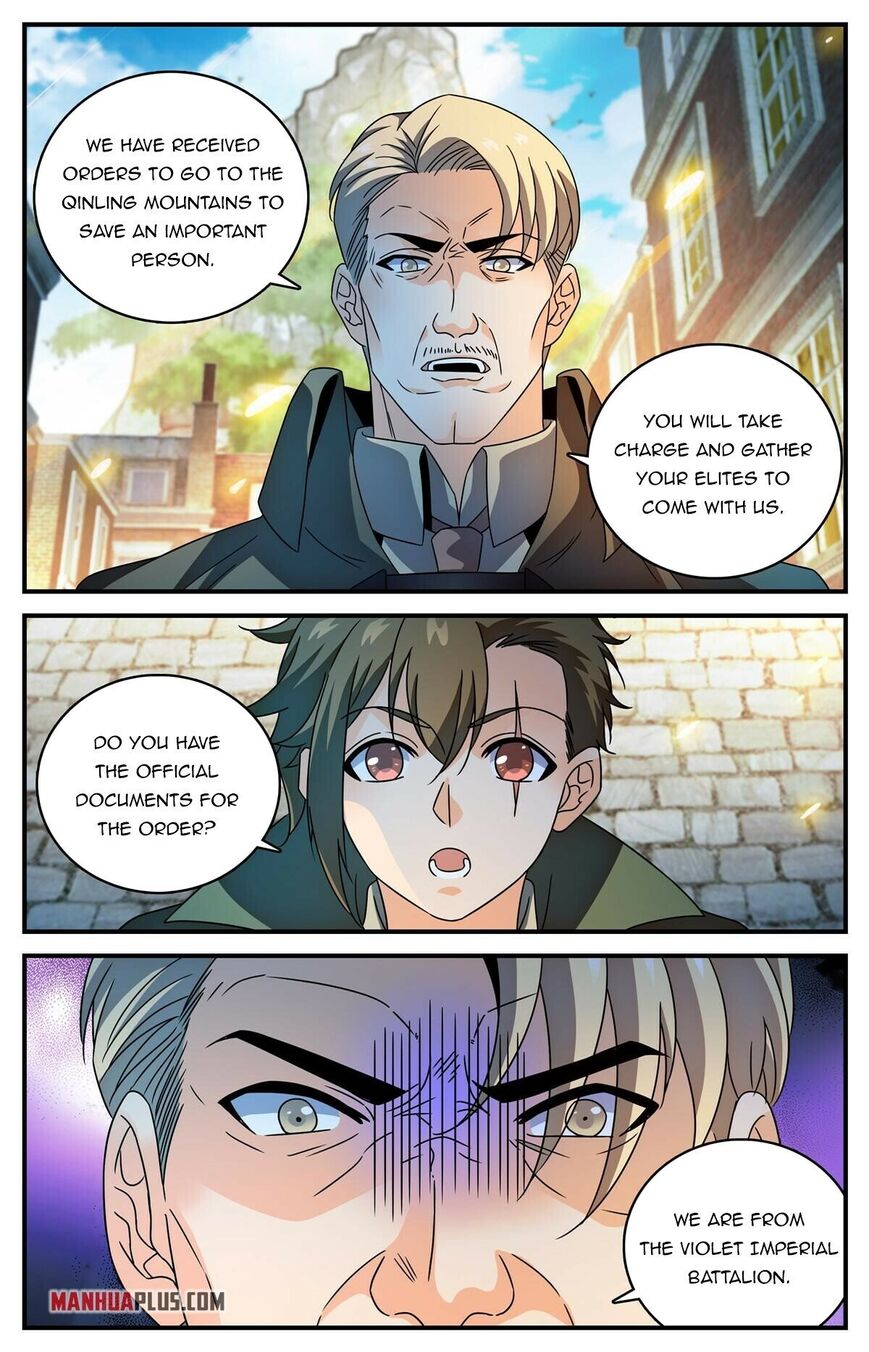 WE HAVE RECEIVED
ORDERS TO GO TO THE
QINLING MOUNTAINS TO
SAVE AN IMPORTANT
PERSON.
YOU WILL TAKE
CHARGE AND GATHER
YOUR ELITES TO
COME WITH US.
DO YOU HAVE
THE OFFICIAL
DOCUMENTS FOR
THE ORDER?
WE ARE FROM
THE VIOLET IMPERIAL
BATTALION.
MANHUAPLUS.COM